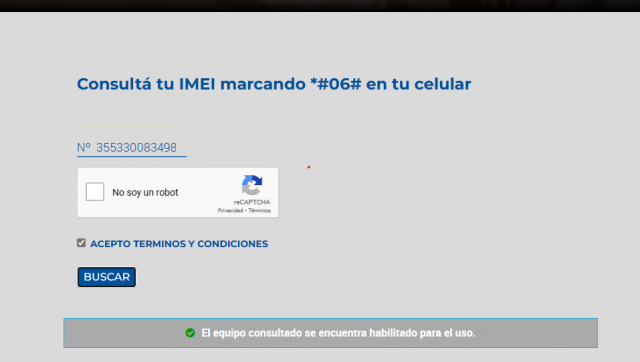 Consultá tu IMEI marcando *#06# en tu celular
Nº 355330083498
*
No soy un robot
reCAPTCHA
Privacidad - Términos
ACEPTO TERMINOS Y CONDICIONES
BUSCAR
El equipo consultado se encuentra habilitado para el uso.